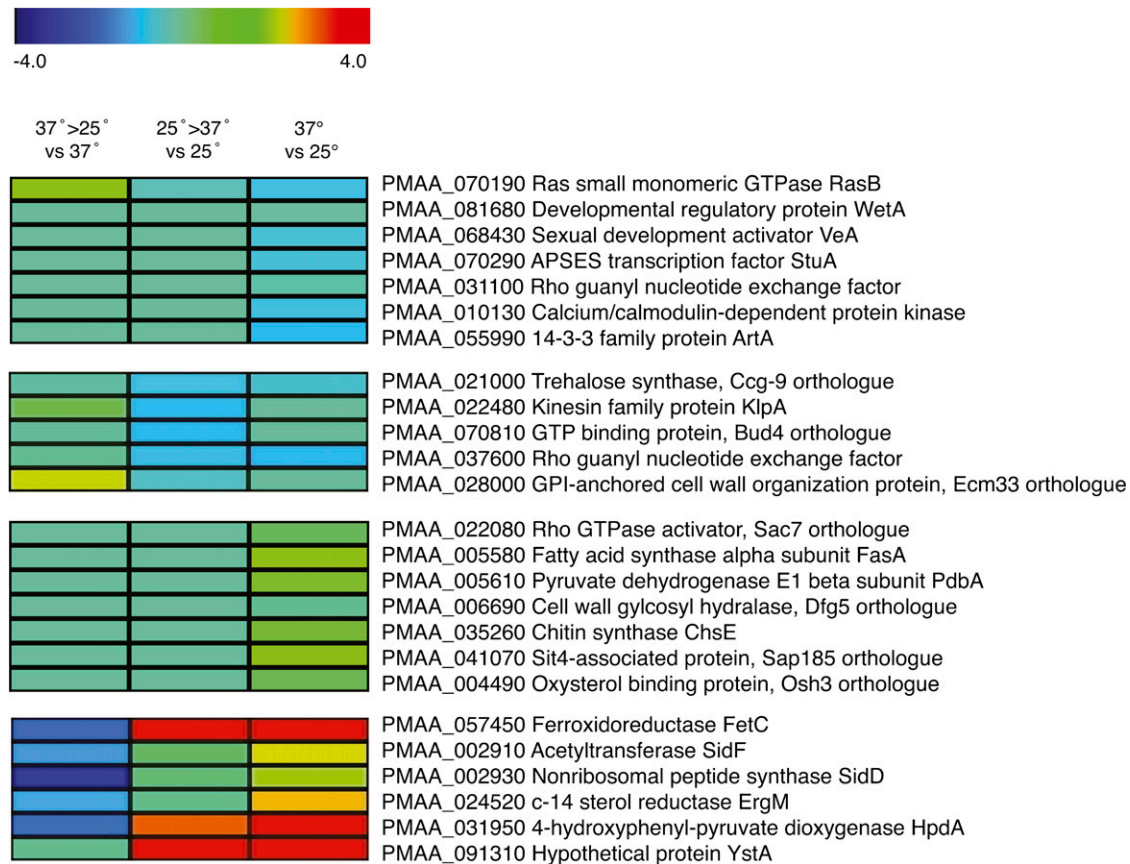 -4.0 4.0
37°>25° 25°>37° 37°
vs 37° vs 25° vs 25°
PMAA_070190 Ras small monomeric GTPase RasB
PMAA_081680 Developmental regulatory protein WetA
PMAA_068430 Sexual development activator VeA
PMAA_070290 APSES transcription factor StuA
PMAA_031100 Rho guanyl nucleotide exchange factor
PMAA_010130 Calcium/calmodulin-dependent protein kinase
PMAA_055990 14-3-3 family protein ArtA
PMAA_021000 Trehalose synthase, Ccg-9 orthologue
PMAA_022480 Kinesin family protein KlpA
PMAA_070810 GTP binding protein, Bud4 orthologue
PMAA_037600 Rho guanyl nucleotide exchange factor
PMAA_028000 GPI-anchored cell wall organization protein, Ecm33 orthologue
PMAA_022080 Rho GTPase activator, Sac7 orthologue
PMAA_005580 Fatty acid synthase alpha subunit FasA
PMAA_005610 Pyruvate dehydrogenase E1 beta subunit PdbA
PMAA_006690 Cell wall gylcosyl hydralase, Dfg5 orthologue
PMAA_035260 Chitin synthase ChsE
PMAA_041070 Sit4-associated protein, Sap185 orthologue
PMAA_004490 Oxysterol binding protein, Osh3 orthologue
PMAA_057450 Ferroxidoreductase FetC
PMAA_002910 Acetyltransferase SidF
PMAA_002930 Nonribosomal peptide synthase SidD
PMAA_024520 c-14 sterol reductase ErgM
PMAA_031950 4-hydroxyphenyl-pyruvate dioxygenase HpdA
PMAA_091310 Hypothetical protein YstA